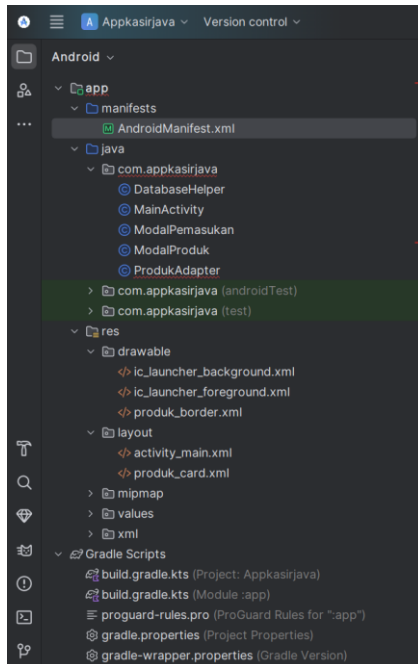 A Appkasirjava Version control
Android
app
manifests
M AndroidManifest.xml
java
com.appkasirjava
C DatabaseHelper
C MainActivity
C ModalPemasukan
C ModalProduk
C ProdukAdapter
com.appkasirjava (androidTest)
com.appkasirjava (test)
res
drawable
</> ic_launcher_background.xml
</> ic_launcher_foreground.xml
</> produk_border.xml
layout
</> activity_main.xml
</> produk_card.xml
mipmap
values
xml
Gradle Scripts
build.gradle.kts (Project: Appkasirjava)
build.gradle.kts (Module :app)
proguard-rules.pro (ProGuard Rules for ":app")
gradle.properties (Project Properties)
gradle-wrapper.properties (Gradle Version)